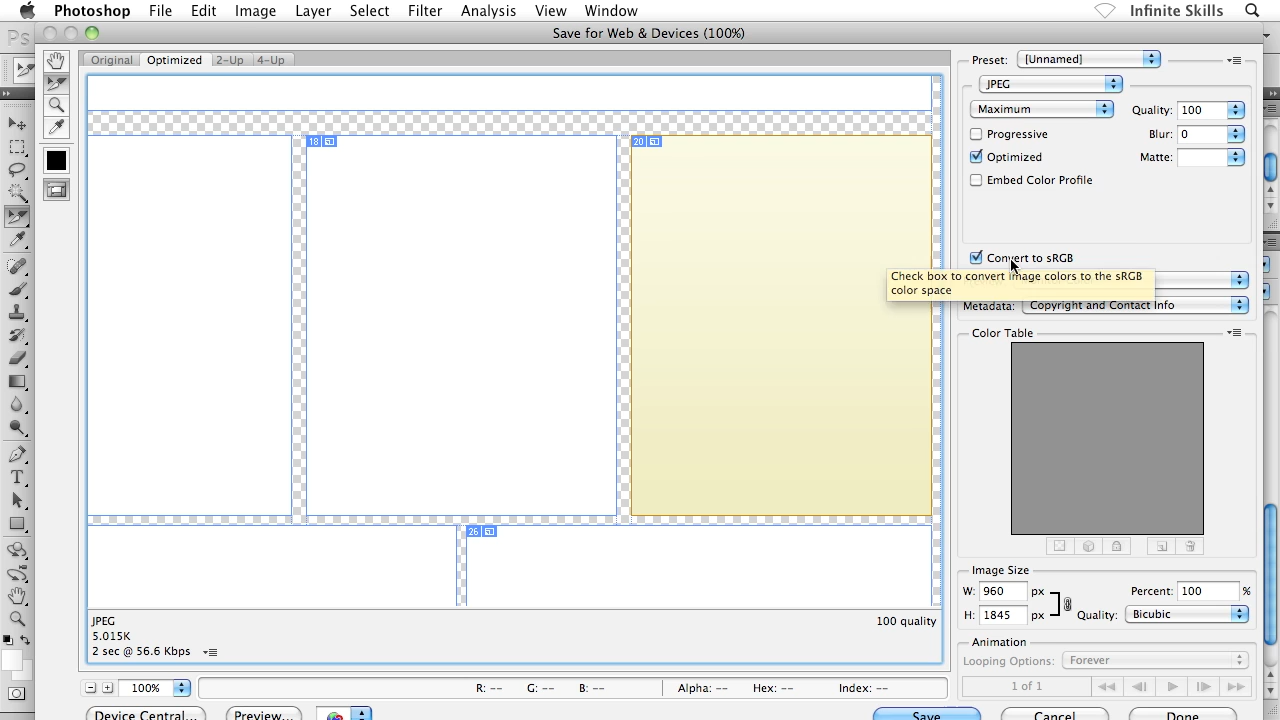 Photoshop File Edit Image Layer Select Filter Analysis View Window Infinite Skills
Ps
Save for Web & Devices (100%)
Original Optimized 2-Up 4-Up
Preset: [Unnamed]
JPEG
Maximum Quality: 100
Progressive Blur: 0
Optimized Matte:
Embed Color Profile
18
20
Convert to sRGB
Check box to convert image colors to the sRGB
color space
Metadata: Copyright and Contact Info
Color Table
26
Image Size
W: 960 px Percent: 100 %
H: 1845 px Quality: Bicubic
JPEG 100 quality
5.015K
2 sec @ 56.6 Kbps
Animation
Looping Options: Forever
1 of 1
100% R: -- G: -- B: -- Alpha: -- Hex: -- Index: --
Device Central... Preview... Save Cancel Done